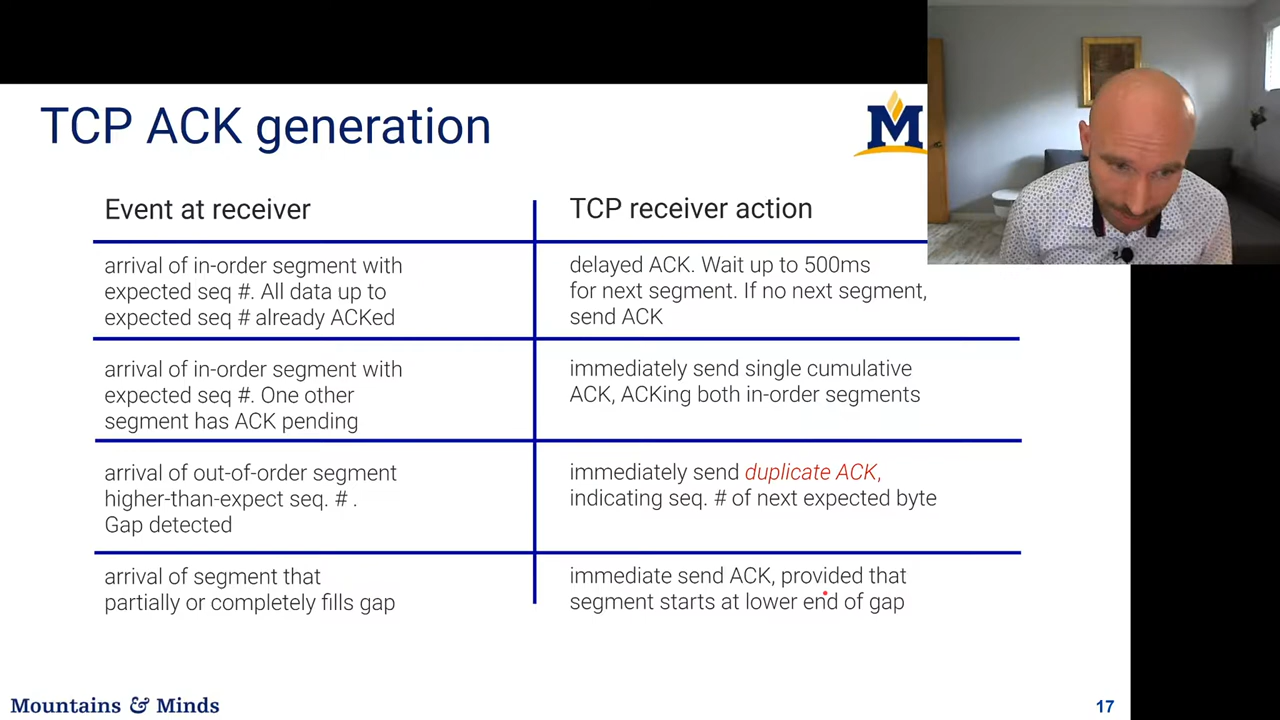 TCP ACK generation
M
Event at receiver
TCP receiver action
arrival of in-order segment with
expected seq #. All data up to
expected seq # already ACKed
delayed ACK. Wait up to 500ms
for next segment. If no next segment,
send ACK
arrival of in-order segment with
expected seq #. One other
segment has ACK pending
immediately send single cumulative
ACK, ACKing both in-order segments
arrival of out-of-order segment
higher-than-expect seq. # .
Gap detected
immediately send duplicate ACK,
indicating seq. # of next expected byte
arrival of segment that
partially or completely fills gap
immediate send ACK, provided that
segment starts at lower end of gap
Mountains & Minds
17